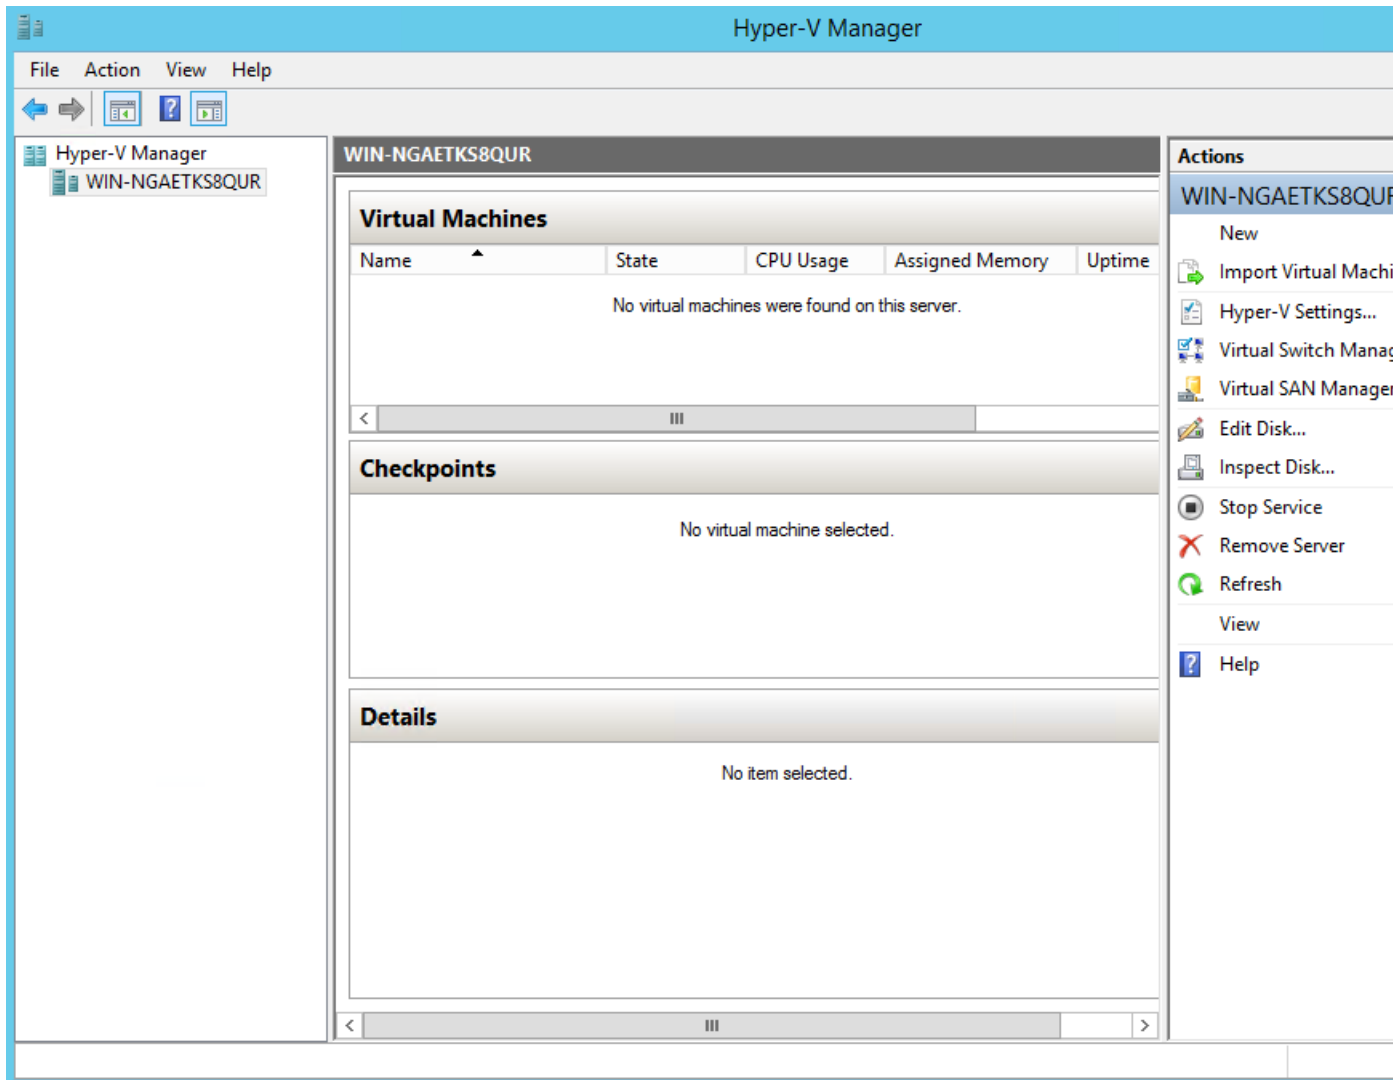 Hyper-V Manager
File Action View Help
Hyper-V Manager
WIN-NGAETKS8QUR
WIN-NGAETKS8QUR
Virtual Machines
Name State CPU Usage Assigned Memory Uptime
No virtual machines were found on this server.
Checkpoints
No virtual machine selected.
Details
No item selected.
Actions
WIN-NGAETKS8QUR
New
Import Virtual Machi
Hyper-V Settings...
Virtual Switch Manag
Virtual SAN Manager
Edit Disk...
Inspect Disk...
Stop Service
Remove Server
Refresh
View
Help